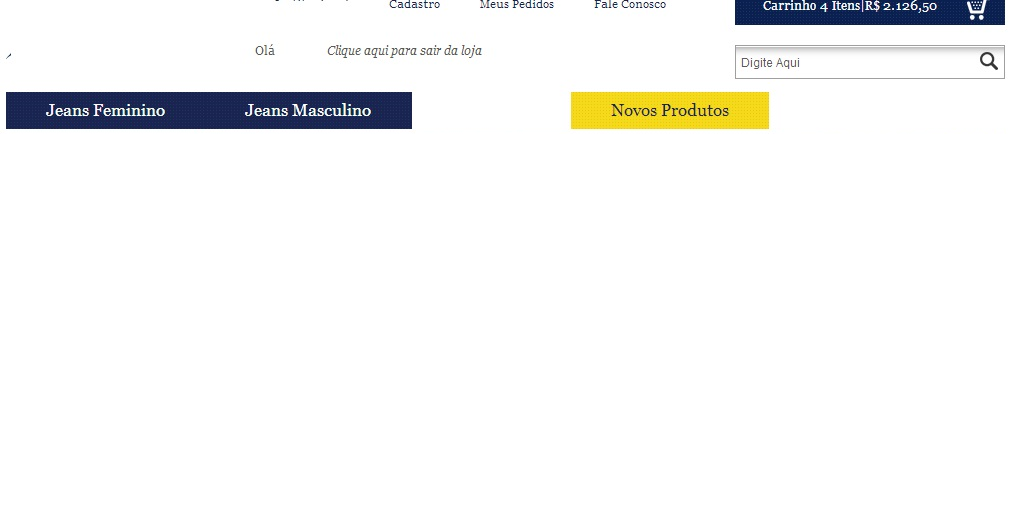 Cadastro Meus Pedidos Fale Conosco Carrinho 4 Itens|R$ 2.126,50
Olá Clique aqui para sair da loja
Digite Aqui
Jeans Feminino Jeans Masculino Novos Produtos